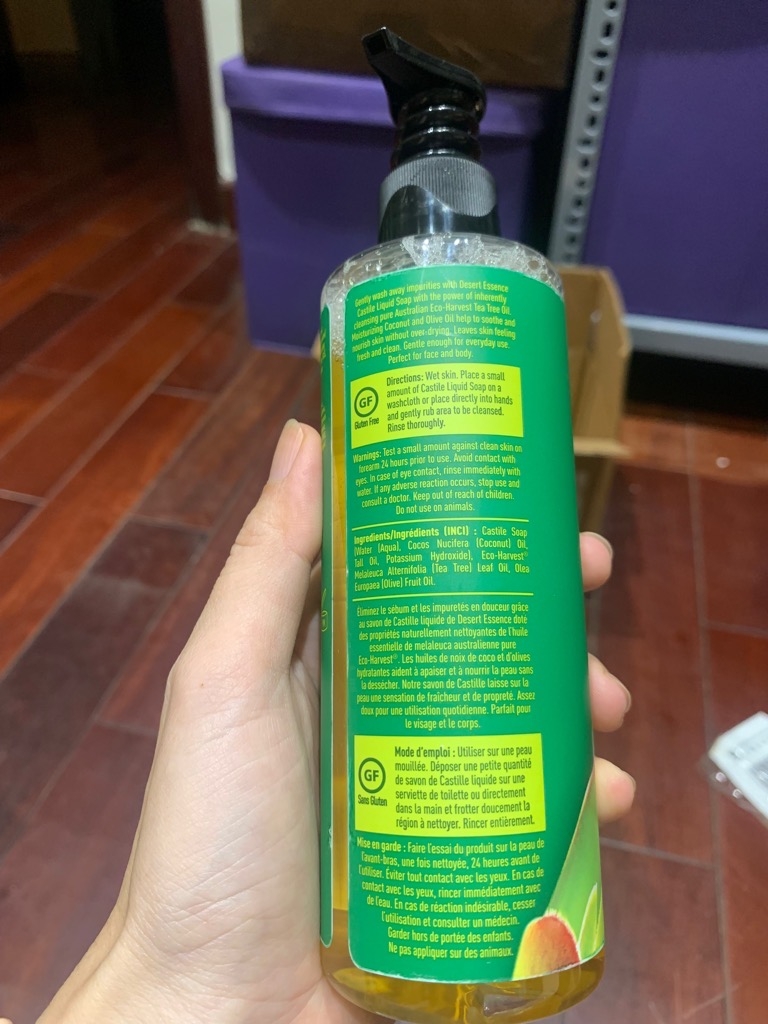 Gently wash away impurities with Desert Essence
Castile Liquid Soap with the power of inherently
cleansing pure Australian Eco-Harvest Tea Tree Oil.
Moisturizing Coconut and Olive Oil help to soothe and
nourish skin without over-drying. Leaves skin feeling
fresh and clean. Gentle enough for everyday use.
Perfect for face and body.
GF
Gluten Free
Directions: Wet skin. Place a small
amount of Castile Liquid Soap on a
washcloth or place directly into hands
and gently rub area to be cleansed.
Rinse thoroughly.
Warnings: Test a small amount against clean skin on
forearm 24 hours prior to use. Avoid contact with
eyes. In case of eye contact, rinse immediately with
water. If any adverse reaction occurs, stop use and
consult a doctor. Keep out of reach of children.
Do not use on animals.
Ingredients/Ingrédients (INCI) : Castile Soap
(Water (Aqua), Cocos Nucifera (Coconut) Oil,
Tall Oil, Potassium Hydroxide), Eco-Harvest®
Melaleuca Alternifolia (Tea Tree) Leaf Oil, Olea
Europaea (Olive) Fruit Oil.
Éliminez le sébum et les impuretés en douceur grâce
au savon de Castille liquide de Desert Essence doté
des propriétés naturellement nettoyantes de l'huile
essentielle de melaleuca australienne pure
Eco-Harvest®. Les huiles de noix de coco et d'olives
hydratantes aident à apaiser et à nourrir la peau sans
la dessécher. Notre savon de Castille laisse sur la
peau une sensation de fraîcheur et de propreté. Assez
doux pour une utilisation quotidienne. Parfait pour
le visage et le corps.
GF
Sans Gluten
Mode d'emploi : Utiliser sur une peau
mouillée. Déposer une petite quantité
de savon de Castille liquide sur une
serviette de toilette ou directement
dans la main et frotter doucement la
région à nettoyer. Rincer entièrement.
Mise en garde : Faire l'essai du produit sur la peau de
l'avant-bras, une fois nettoyée, 24 heures avant de
l'utiliser. Éviter tout contact avec les yeux. En cas de
contact avec les yeux, rincer immédiatement avec
de l'eau. En cas de réaction indésirable, cesser
l'utilisation et consulter un médecin.
Garder hors de portée des enfants.
Ne pas appliquer sur des animaux.